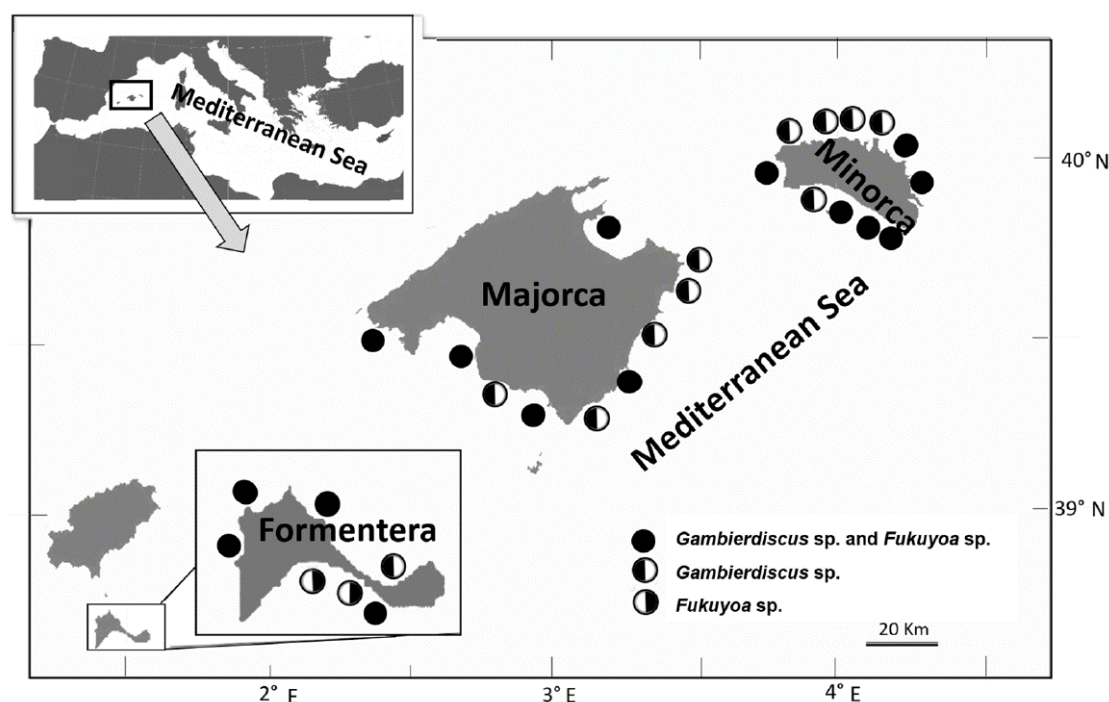 Mediterranean Sea
40° N
Minorca
Majorca
Mediterranean Sea
39° N
Formentera
Gambierdiscus sp. and Fukuyoa sp.
Gambierdiscus sp.
Fukuyoa sp.
20 Km
2° E
3° E
4° E